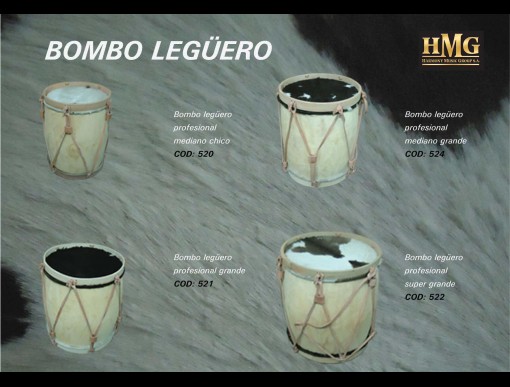 BOMBO LEGÜERO
HMG
HARMONY MUSIC GROUP S.A.
Bombo legüero
profesional
mediano chico
COD: 520
Bombo legüero
profesional
mediano grande
COD: 524
Bombo legüero
profesional grande
COD: 521
Bombo legüero
profesional
super grande
COD: 522